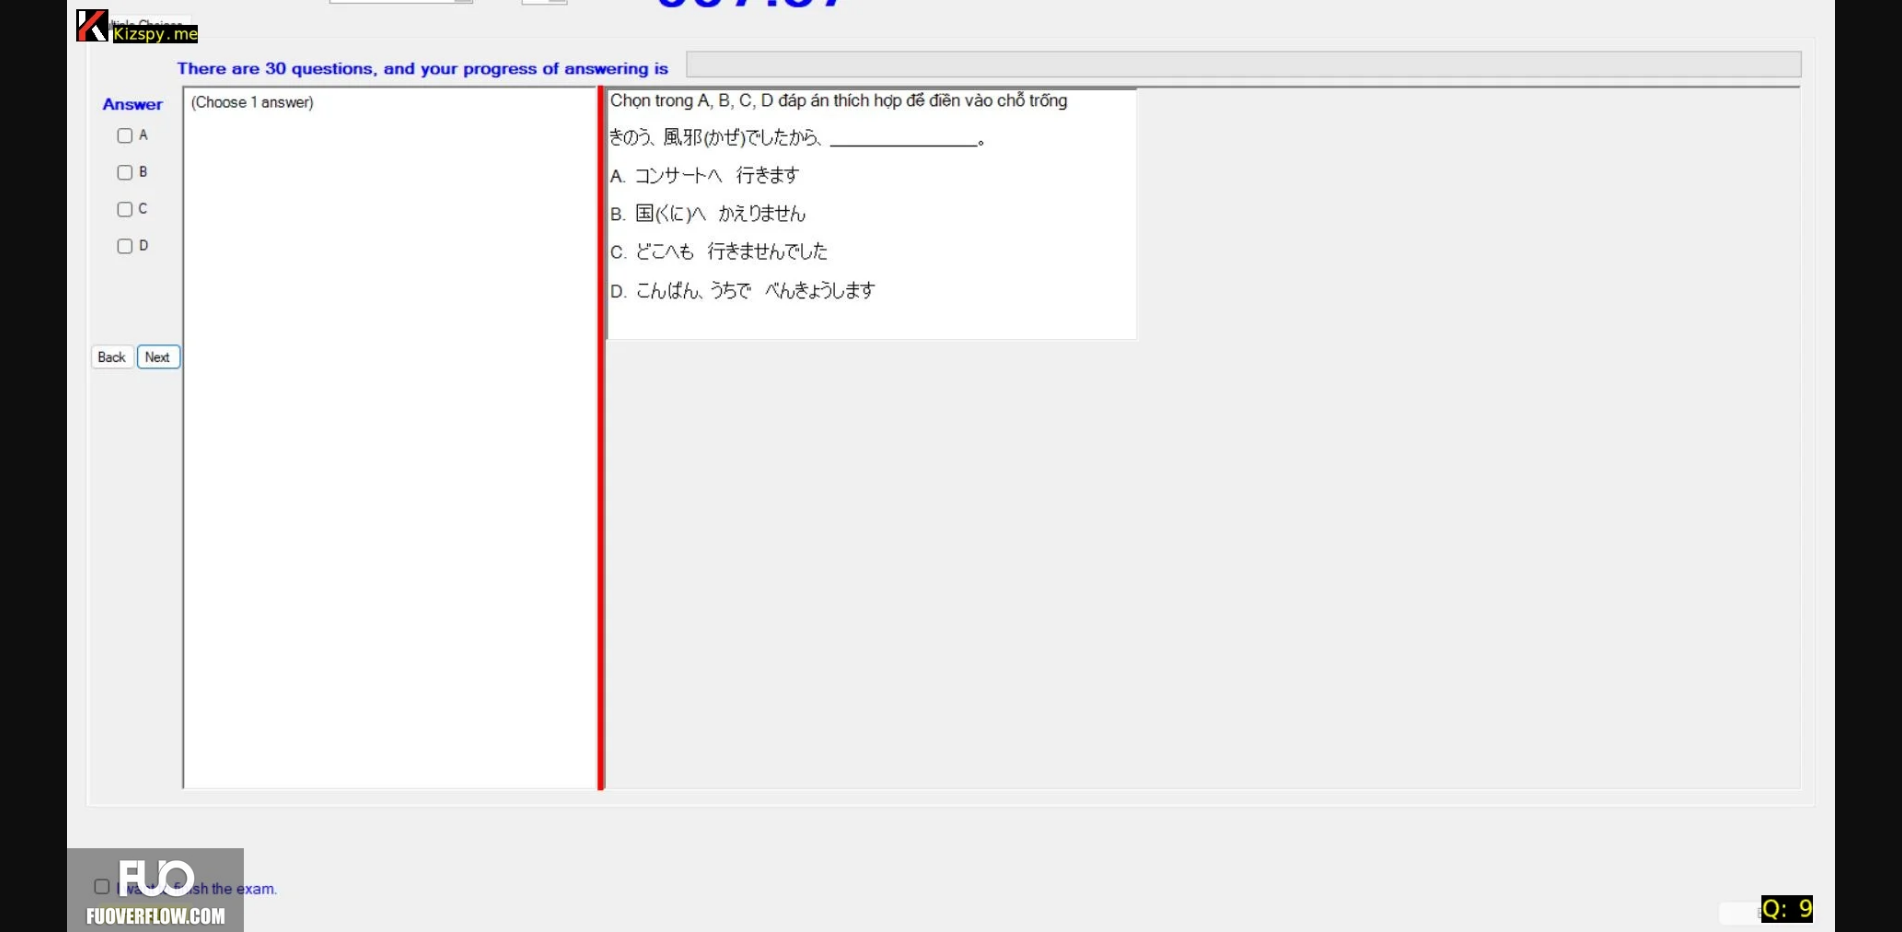 Kizspy.me
There are 30 questions, and your progress of answering is
Answer
(Choose 1 answer)
A
B
C
D
Back
Next
Chọn trong A, B, C, D đáp án thích hợp để điền vào chỗ trống
きのう、風邪(かぜ)でしたから、________________。
A. コンサートへ 行きます
B. 国(くに)へ かえりません
C. どこへも 行きませんでした
D. こんばん、うちで べんきょうします
FUO
finish the exam.
FUOVERFLOW.COM
Q: 9